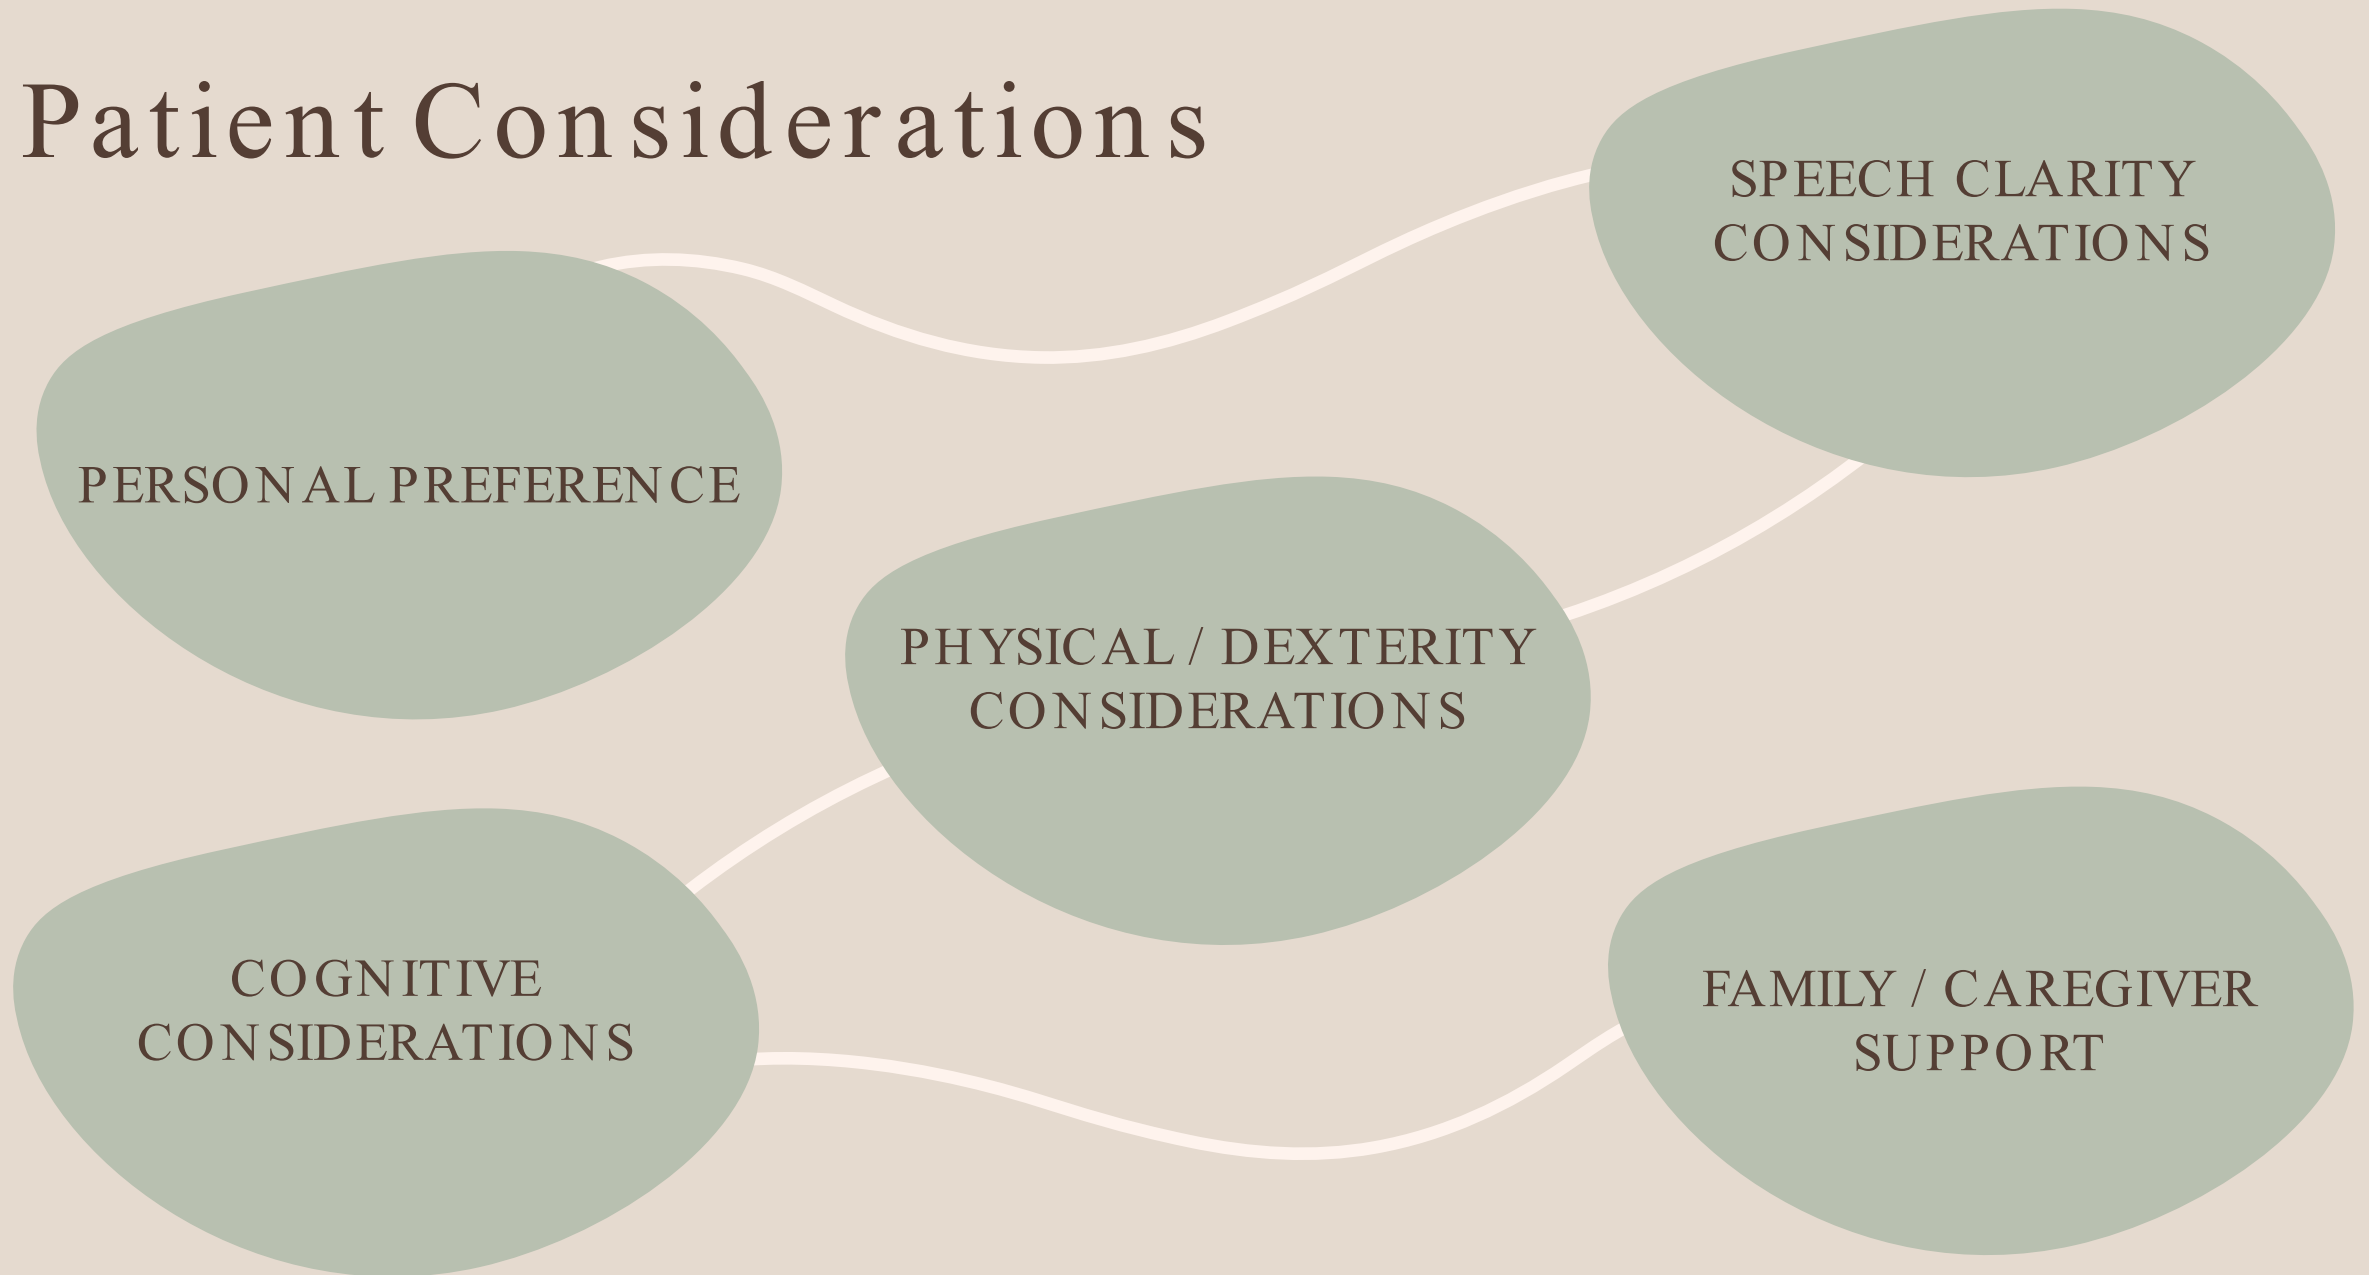 Patient Considerations
SPEECH CLARITY
CONSIDERATIONS
PERSONAL PREFERENCE
PHYSICAL / DEXTERITY
CONSIDERATIONS
COGNITIVE
CONSIDERATIONS
FAMILY / CAREGIVER
SUPPORT